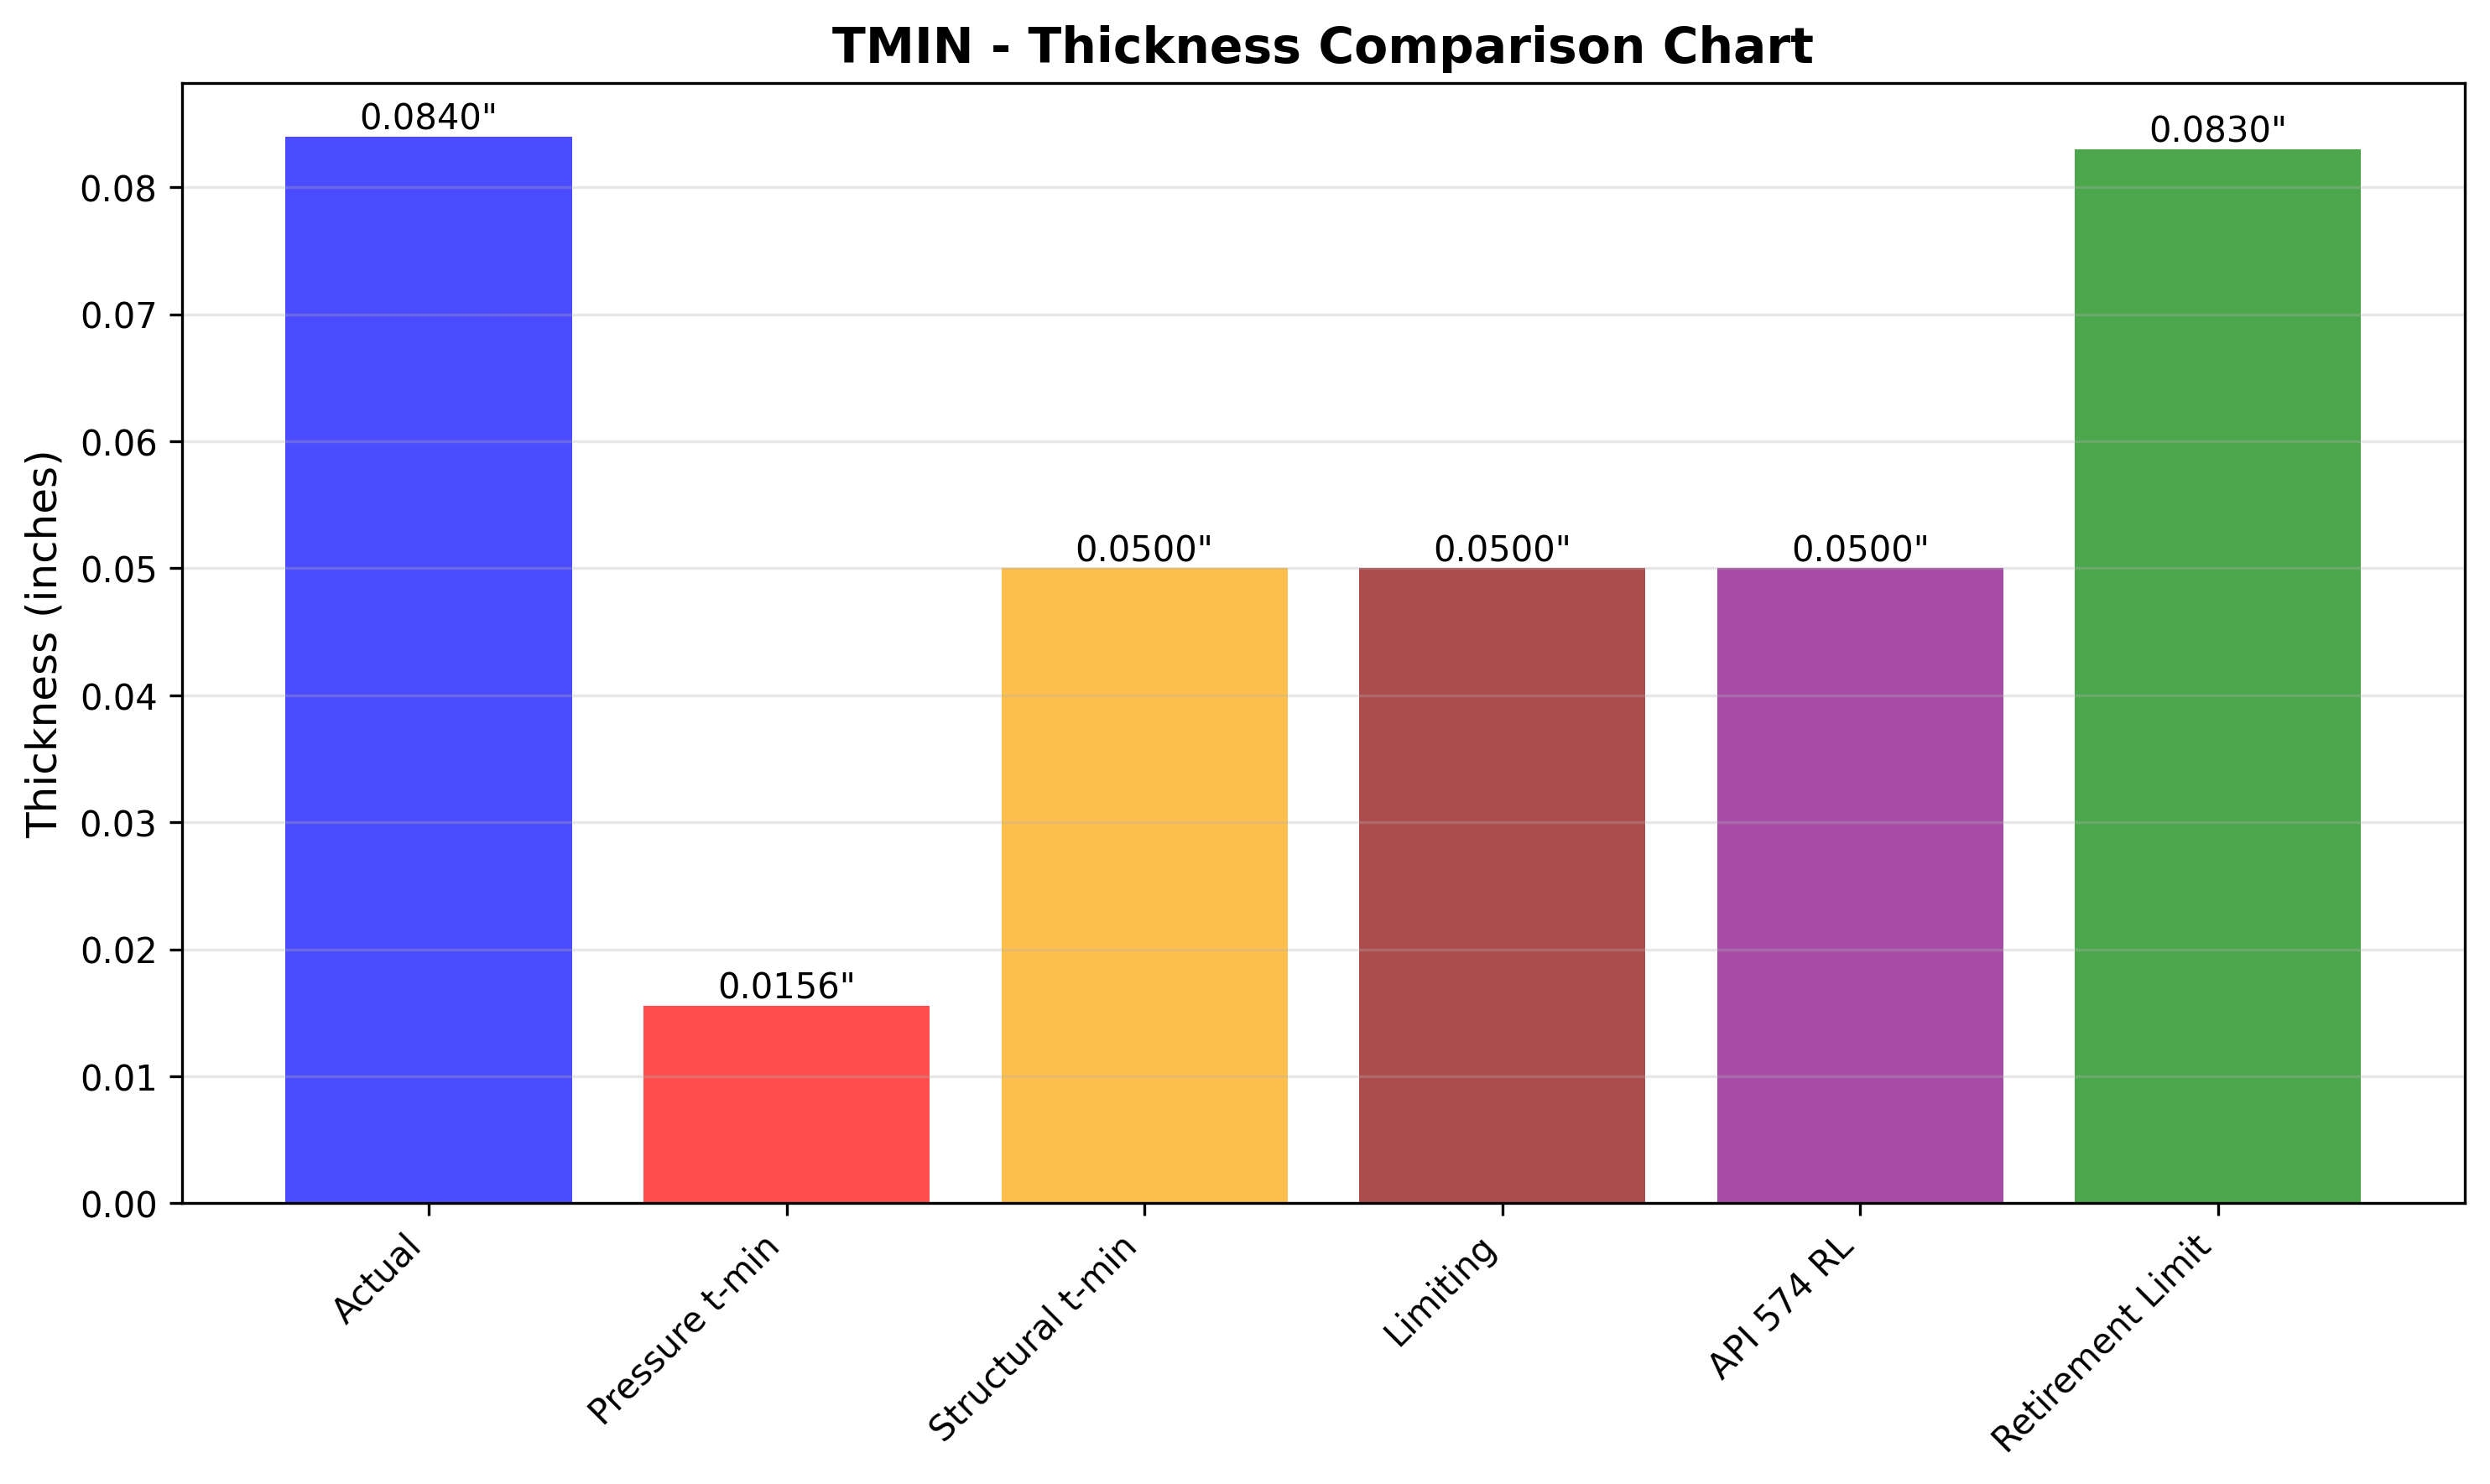 TMIN - Thickness Comparison Chart
Thickness (inches)
0.08
0.07
0.06
0.05
0.04
0.03
0.02
0.01
0.00
0.0840"
0.0156"
0.0500"
0.0500"
0.0500"
0.0830"
Actual
Pressure t-min
Structural t-min
Limiting
API 574 RL
Retirement Limit